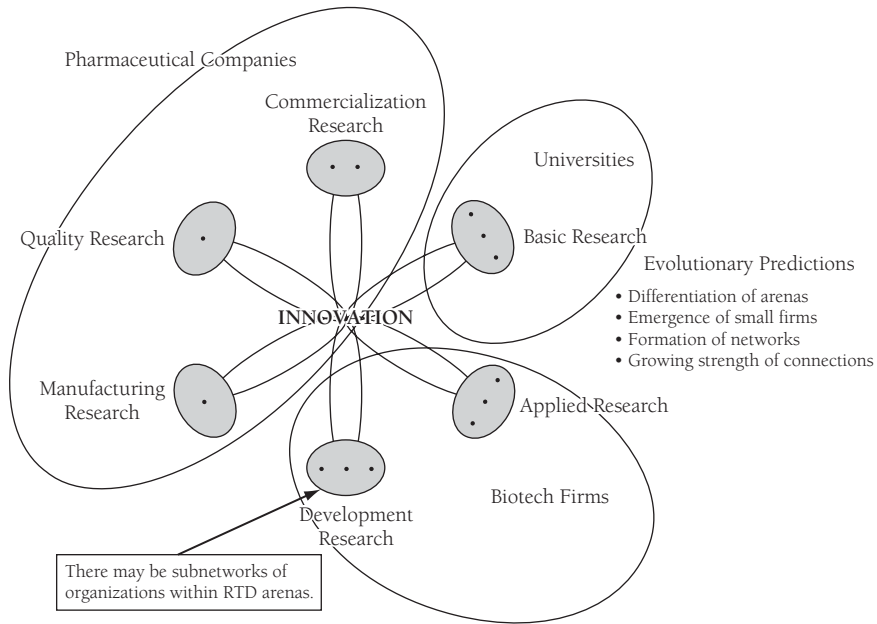 Pharmaceutical Companies
Commercialization
Research
Universities
Quality Research
Basic Research
Evolutionary Predictions
• Differentiation of arenas
• Emergence of small firms
• Formation of networks
• Growing strength of connections
INNOVATION
Manufacturing
Research
Applied Research
Biotech Firms
Development
Research
There may be subnetworks of
organizations within RTD arenas.